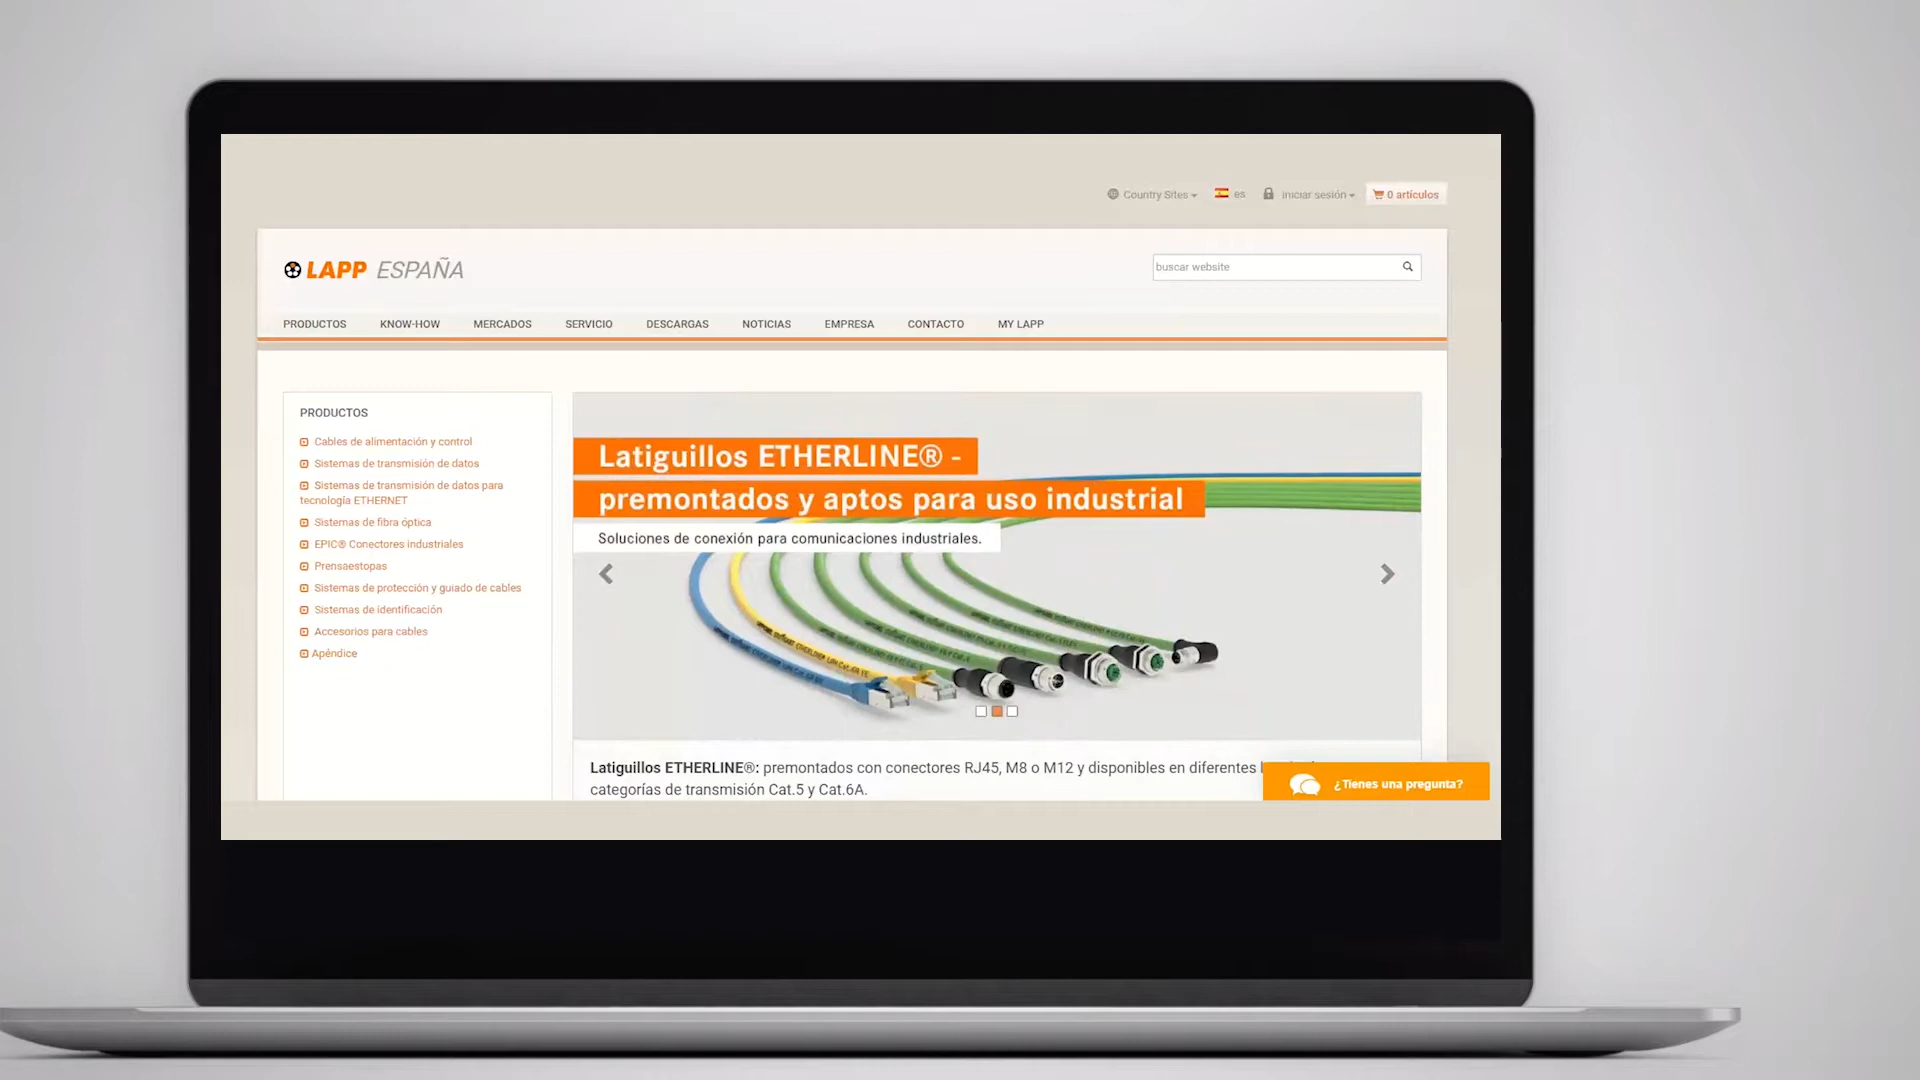 Country Sites
es
iniciar sesión
0 artículos
LAPP ESPAÑA
buscar website
PRODUCTOS
KNOW-HOW
MERCADOS
SERVICIO
DESCARGAS
NOTICIAS
EMPRESA
CONTACTO
MY LAPP
PRODUCTOS
Cables de alimentación y control
Sistemas de transmisión de datos
Sistemas de transmisión de datos para
tecnología ETHERNET
Sistemas de fibra óptica
EPIC® Conectores industriales
Prensaestopas
Sistemas de protección y guiado de cables
Sistemas de identificación
Accesorios para cables
Apéndice
Latiguillos ETHERLINE® -
premontados y aptos para uso industrial
Soluciones de conexión para comunicaciones industriales.
Latiguillos ETHERLINE®: premontados con conectores RJ45, M8 o M12 y disponibles en diferentes
categorías de transmisión Cat.5 y Cat.6A.
¿Tienes una pregunta?